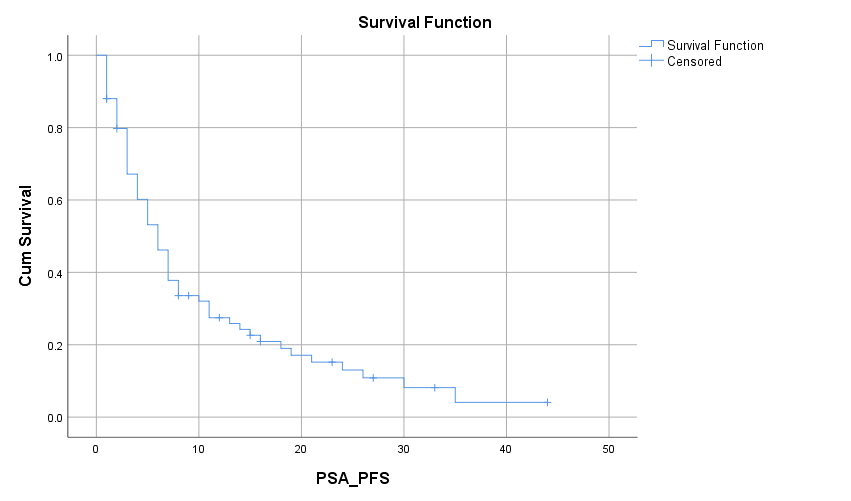 Survival Function
Survival Function
Censored
1.0
0.8
0.6
0.4
0.2
0.0
Cum Survival
0 10 20 30 40 50
PSA_PFS